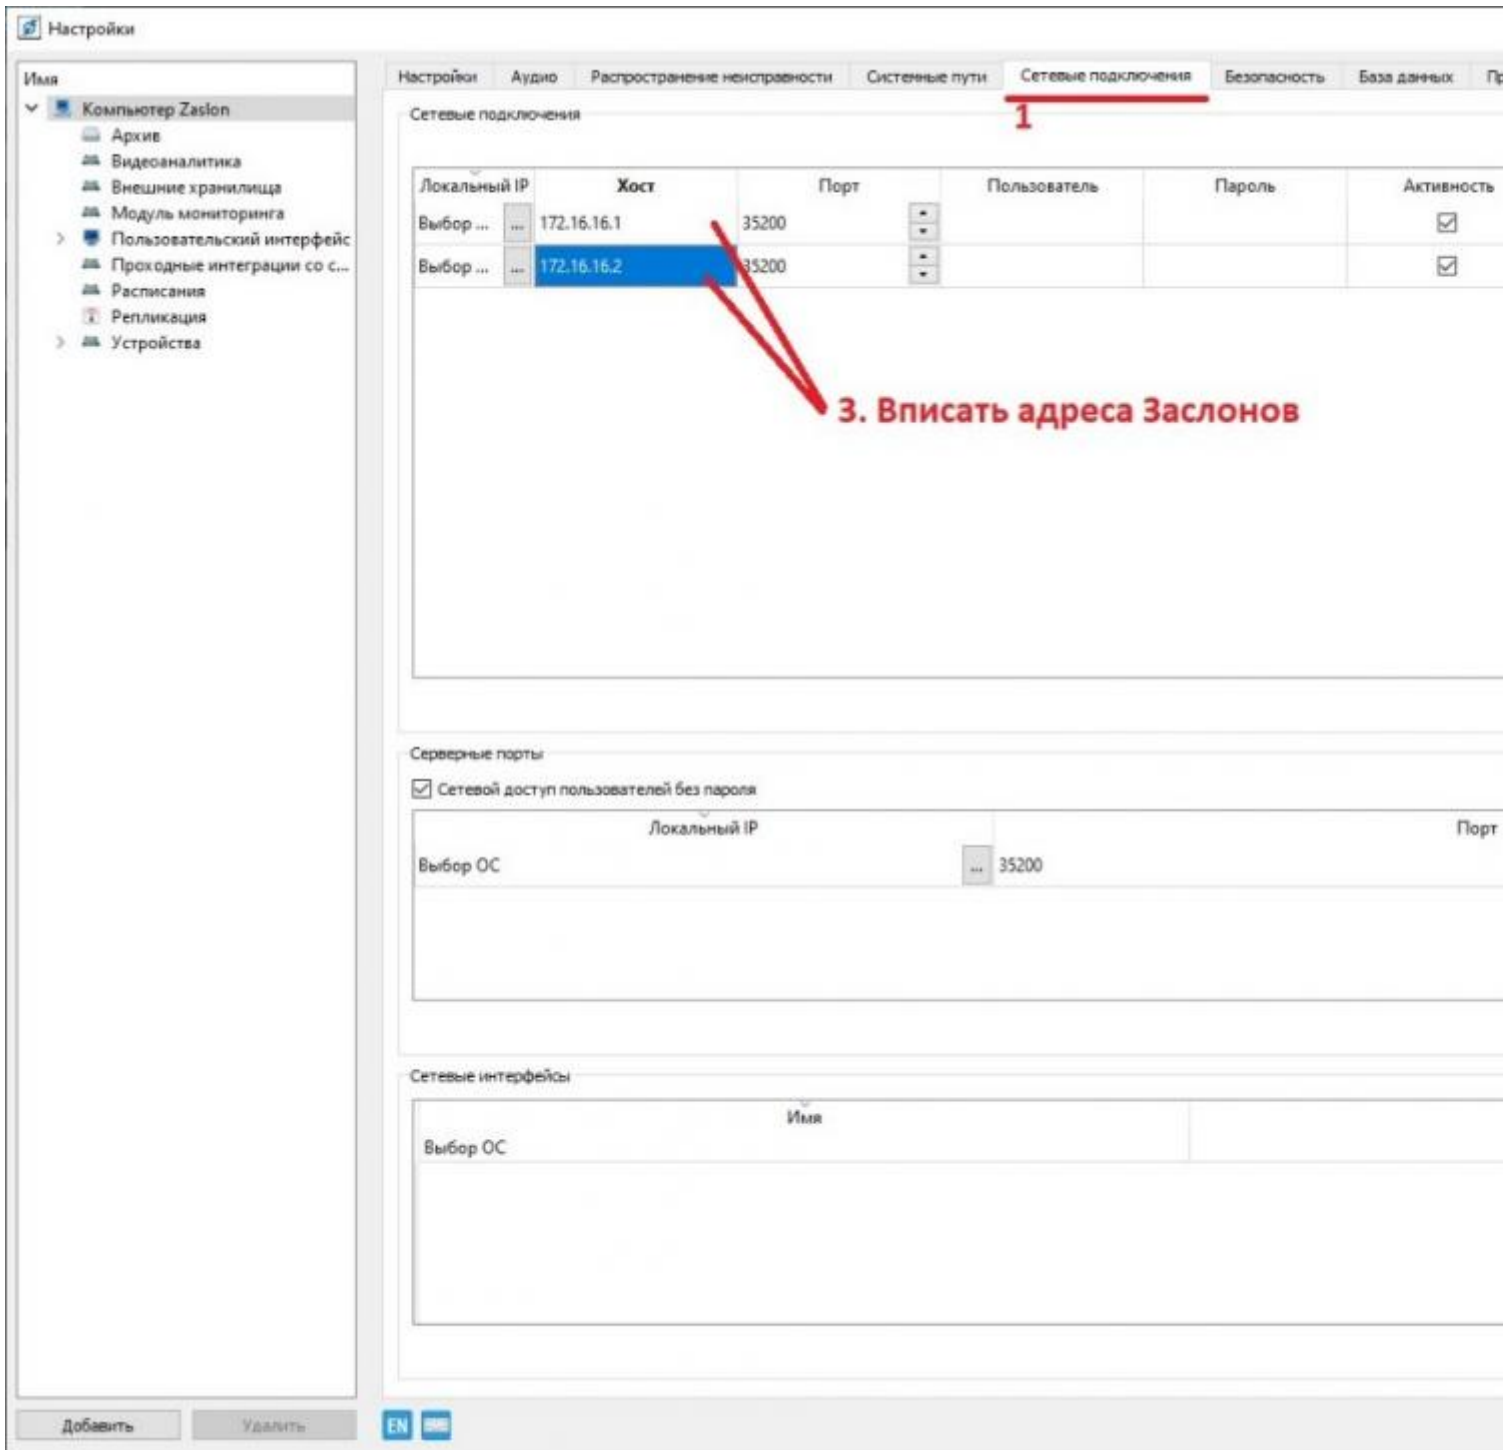 Настройки
Имя
Компьютер Zaslon
Архив
Видеоаналитика
Внешние хранилища
Модуль мониторинга
Пользовательский интерфейс
Проходные интеграции со с...
Расписания
Репликация
Устройства
Добавить
Удалить
Настройки Аудио Распространение неисправности Системные пути Сетевые подключения Безопасность База данных Пр
1
Сетевые подключения
Локальный IP Хост Порт Пользователь Пароль Активность
Выбор ... ... 172.16.16.1 35200
Выбор ... ... 172.16.16.2 35200
3. Вписать адреса Заслонов
Серверные порты
Сетевой доступ пользователей без пароля
Локальный IP Порт
Выбор ОС ... 35200
Сетевые интерфейсы
Имя
Выбор ОС
EN